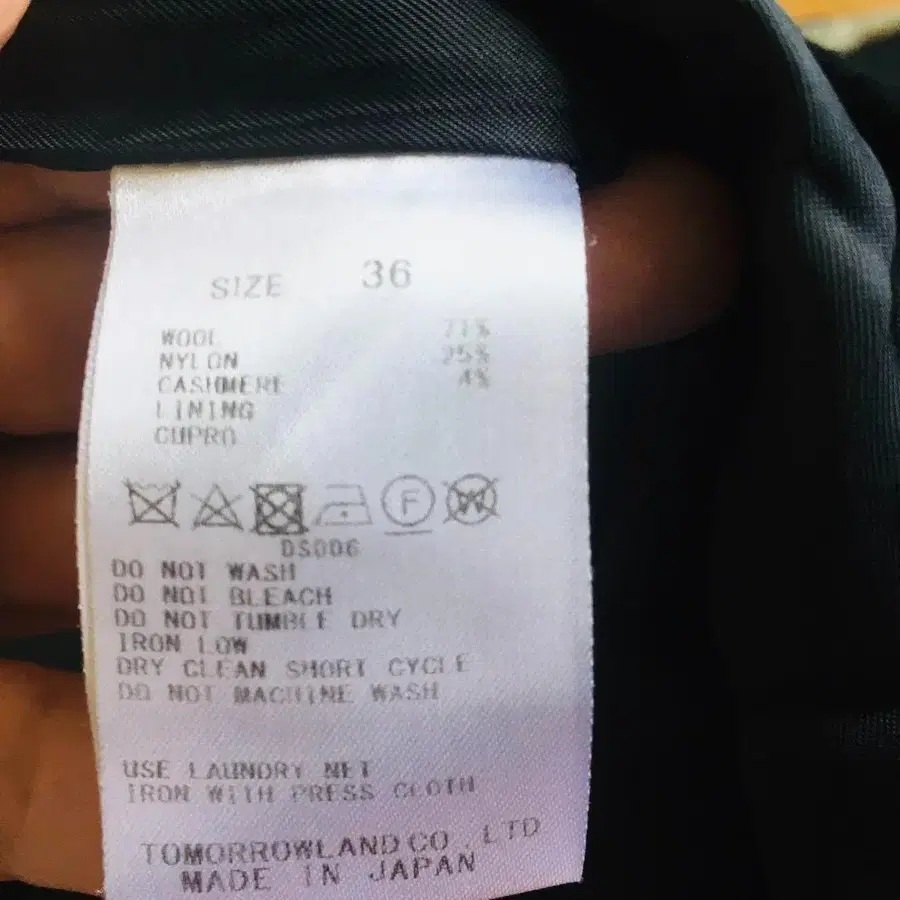 SIZE 36
WOOL 71%
NYLON 25%
CASHMERE 4%
LINING
CUPRO
F W
DS006
DO NOT WASH
DO NOT BLEACH
DO NOT TUMBLE DRY
IRON LOW
DRY CLEAN SHORT CYCLE
DO NOT MACHINE WASH
USE LAUNDRY NET
IRON WITH PRESS CLOTH
TOMORROWLAND CO.,LTD
MADE IN JAPAN